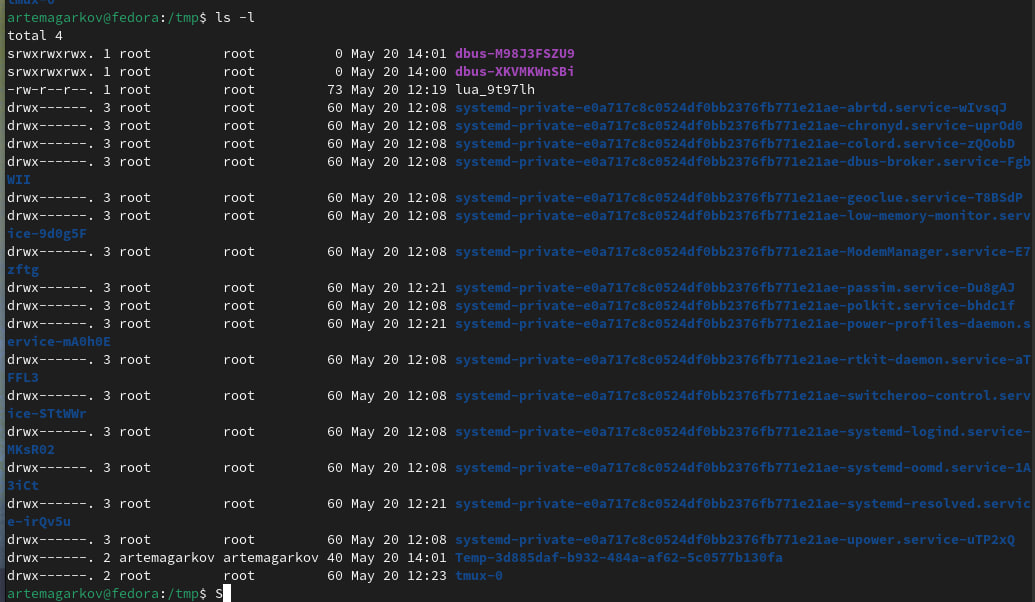 tmux-0
artemagarkov@fedora:/tmp$ ls -l
total 4
srwxrwxrwx. 1 root         root          0 May 20 14:01 dbus-M98J3FSZU9
srwxrwxrwx. 1 root         root          0 May 20 14:00 dbus-XKVMKWnSBi
-rw-r--r--. 1 root         root         73 May 20 12:19 lua_9t97lh
drwx------. 3 root         root         60 May 20 12:08 systemd-private-e0a717c8c0524df0bb2376fb771e21ae-abrtd.service-wIvsqJ
drwx------. 3 root         root         60 May 20 12:08 systemd-private-e0a717c8c0524df0bb2376fb771e21ae-chronyd.service-uprOd0
drwx------. 3 root         root         60 May 20 12:08 systemd-private-e0a717c8c0524df0bb2376fb771e21ae-colord.service-zQOobD
drwx------. 3 root         root         60 May 20 12:08 systemd-private-e0a717c8c0524df0bb2376fb771e21ae-dbus-broker.service-Fgb
WII
drwx------. 3 root         root         60 May 20 12:08 systemd-private-e0a717c8c0524df0bb2376fb771e21ae-geoclue.service-T8BSdP
drwx------. 3 root         root         60 May 20 12:08 systemd-private-e0a717c8c0524df0bb2376fb771e21ae-low-memory-monitor.serv
ice-9d0g5F
drwx------. 3 root         root         60 May 20 12:08 systemd-private-e0a717c8c0524df0bb2376fb771e21ae-ModemManager.service-E7
zftg
drwx------. 3 root         root         60 May 20 12:21 systemd-private-e0a717c8c0524df0bb2376fb771e21ae-passim.service-Du8gAJ
drwx------. 3 root         root         60 May 20 12:08 systemd-private-e0a717c8c0524df0bb2376fb771e21ae-polkit.service-bhdc1f
drwx------. 3 root         root         60 May 20 12:21 systemd-private-e0a717c8c0524df0bb2376fb771e21ae-power-profiles-daemon.s
ervice-mA0h0E
drwx------. 3 root         root         60 May 20 12:08 systemd-private-e0a717c8c0524df0bb2376fb771e21ae-rtkit-daemon.service-aT
FFL3
drwx------. 3 root         root         60 May 20 12:08 systemd-private-e0a717c8c0524df0bb2376fb771e21ae-switcheroo-control.serv
ice-STtWWr
drwx------. 3 root         root         60 May 20 12:08 systemd-private-e0a717c8c0524df0bb2376fb771e21ae-systemd-logind.service-
MKsR02
drwx------. 3 root         root         60 May 20 12:08 systemd-private-e0a717c8c0524df0bb2376fb771e21ae-systemd-oomd.service-1A
3iCt
drwx------. 3 root         root         60 May 20 12:21 systemd-private-e0a717c8c0524df0bb2376fb771e21ae-systemd-resolved.servic
e-irQv5u
drwx------. 3 root         root         60 May 20 12:08 systemd-private-e0a717c8c0524df0bb2376fb771e21ae-upower.service-uTP2xQ
drwx------. 2 artemagarkov artemagarkov 40 May 20 14:01 Temp-3d885daf-b932-484a-af62-5c0577b130fa
drwx------. 2 root         root         60 May 20 12:23 tmux-0
artemagarkov@fedora:/tmp$ S